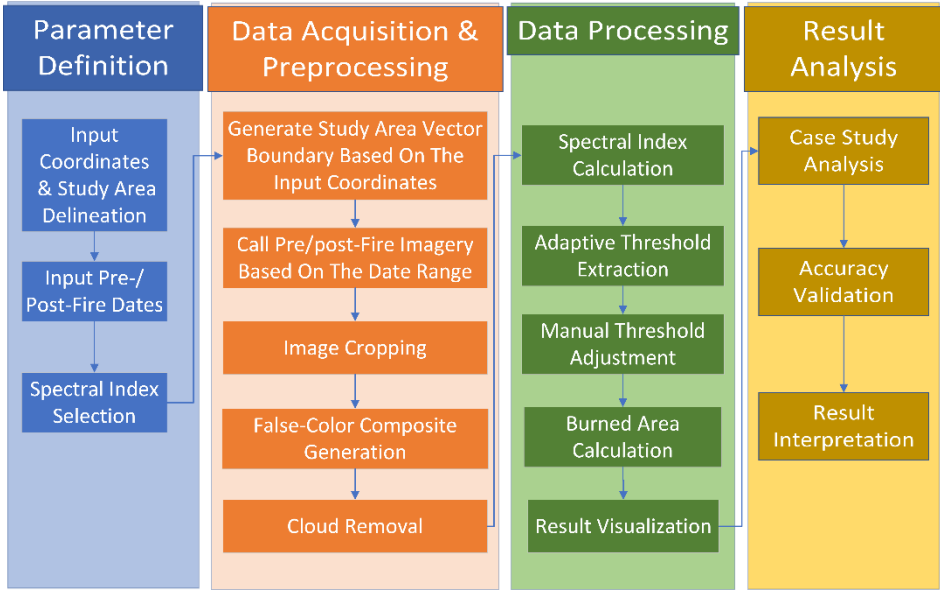 Parameter
Definition
Input
Coordinates
& Study Area
Delineation
Input Pre-/
Post-Fire Dates
Spectral Index
Selection
Data Acquisition &
Preprocessing
Generate Study Area Vector
Boundary Based On The
Input Coordinates
Call Pre/post-Fire Imagery
Based On The Date Range
Image Cropping
False-Color Composite
Generation
Cloud Removal
Data Processing
Spectral Index
Calculation
Adaptive Threshold
Extraction
Manual Threshold
Adjustment
Burned Area
Calculation
Result Visualization
Result
Analysis
Case Study
Analysis
Accuracy
Validation
Result
Interpretation